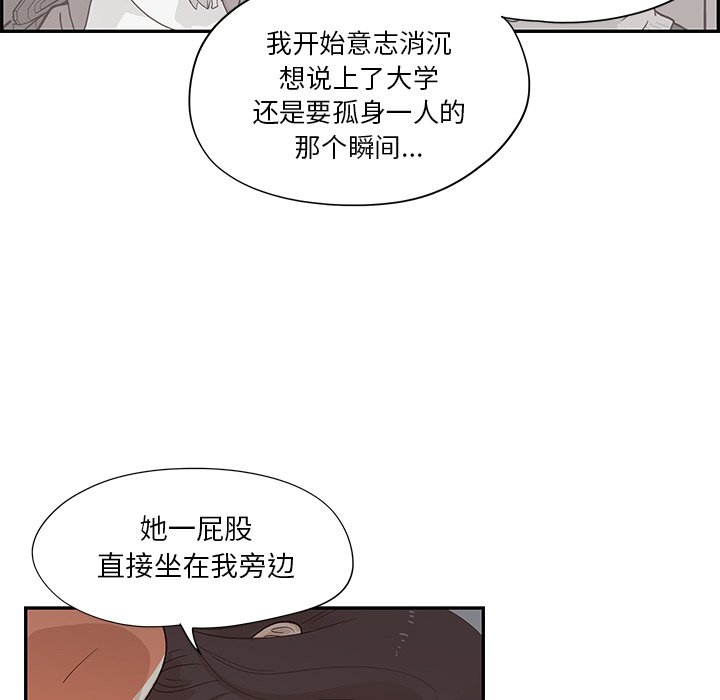 我开始意志消沉
想说上了大学
还是要孤身一人的
那个瞬间...
她一屁股
直接坐在我旁边